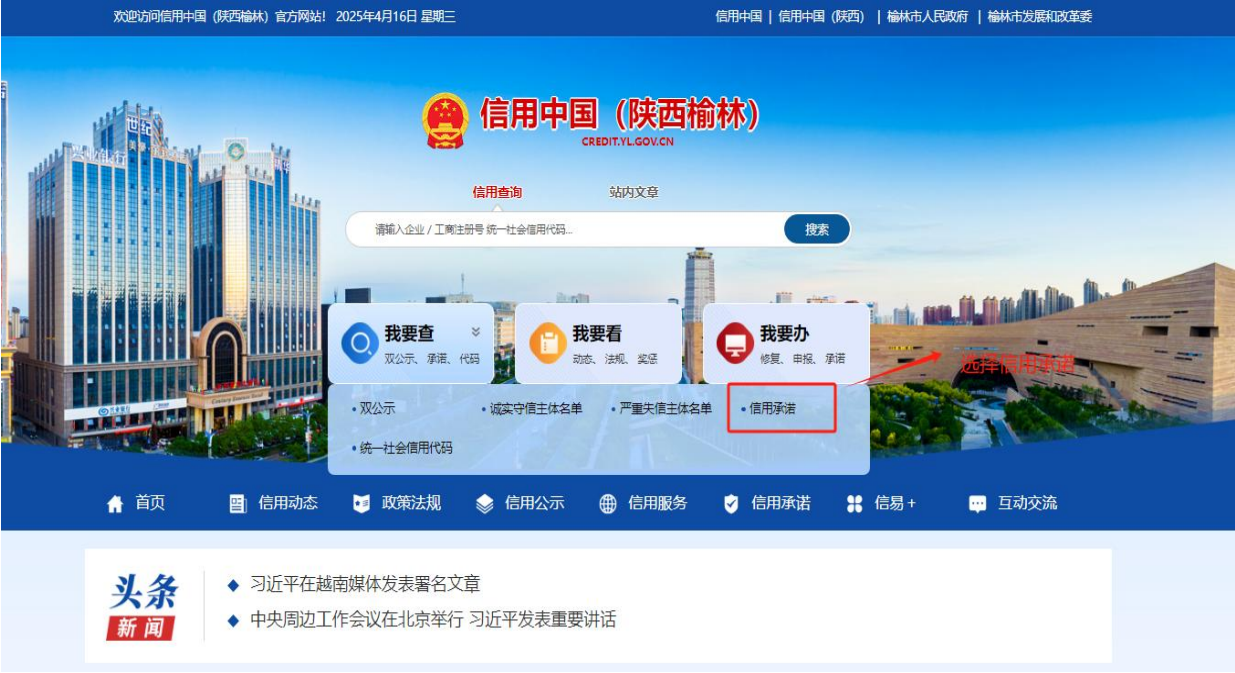 欢迎访问信用中国（陕西榆林）官方网站! 2025年4月16日 星期三
信用中国 | 信用中国（陕西） | 榆林市人民政府 | 榆林市发展和改革委
信用中国（陕西榆林）
CREDIT.YL.GOV.CN
信用查询 站内文章
请输入企业 / 工商注册号 统一社会信用代码... 搜索
世纪
我要查 我要看 我要办
双公示、承诺、代码 动态、法规、奖惩 修复、申报、承诺
选择信用承诺
• 双公示 • 诚实守信主体名单 • 严重失信主体名单 • 信用承诺
• 统一社会信用代码
首页 信用动态 政策法规 信用公示 信用服务 信用承诺 信易+ 互动交流
头条
新闻
◆ 习近平在越南媒体发表署名文章
◆ 中央周边工作会议在北京举行 习近平发表重要讲话